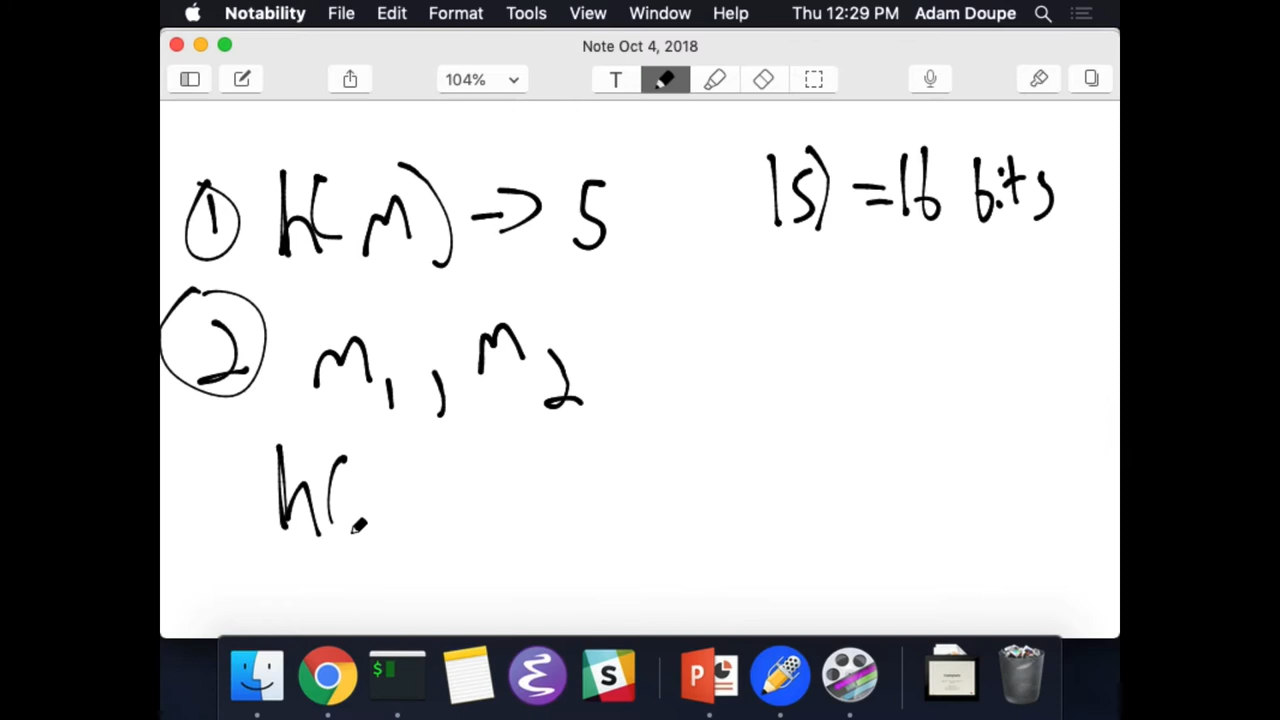 Notability File Edit Format Tools View Window Help Thu 12:29 PM Adam Doupe
Note Oct 4, 2018
104% T
① h(m) -> S |S| = 16 bits
② m1, m2
h(
$
S
P